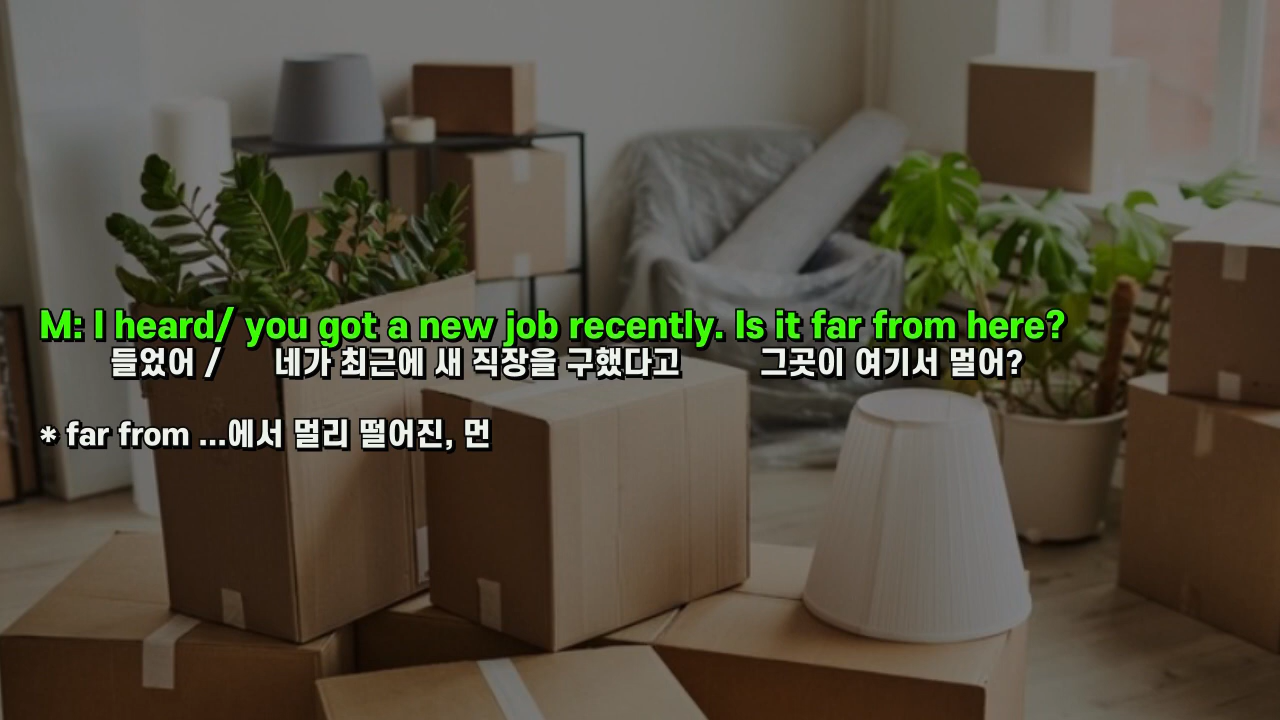 M: I heard/ you got a new job recently. Is it far from here?
들었어 / 네가 최근에 새 직장을 구했다고 그곳이 여기서 멀어?
* far from ...에서 멀리 떨어진, 먼